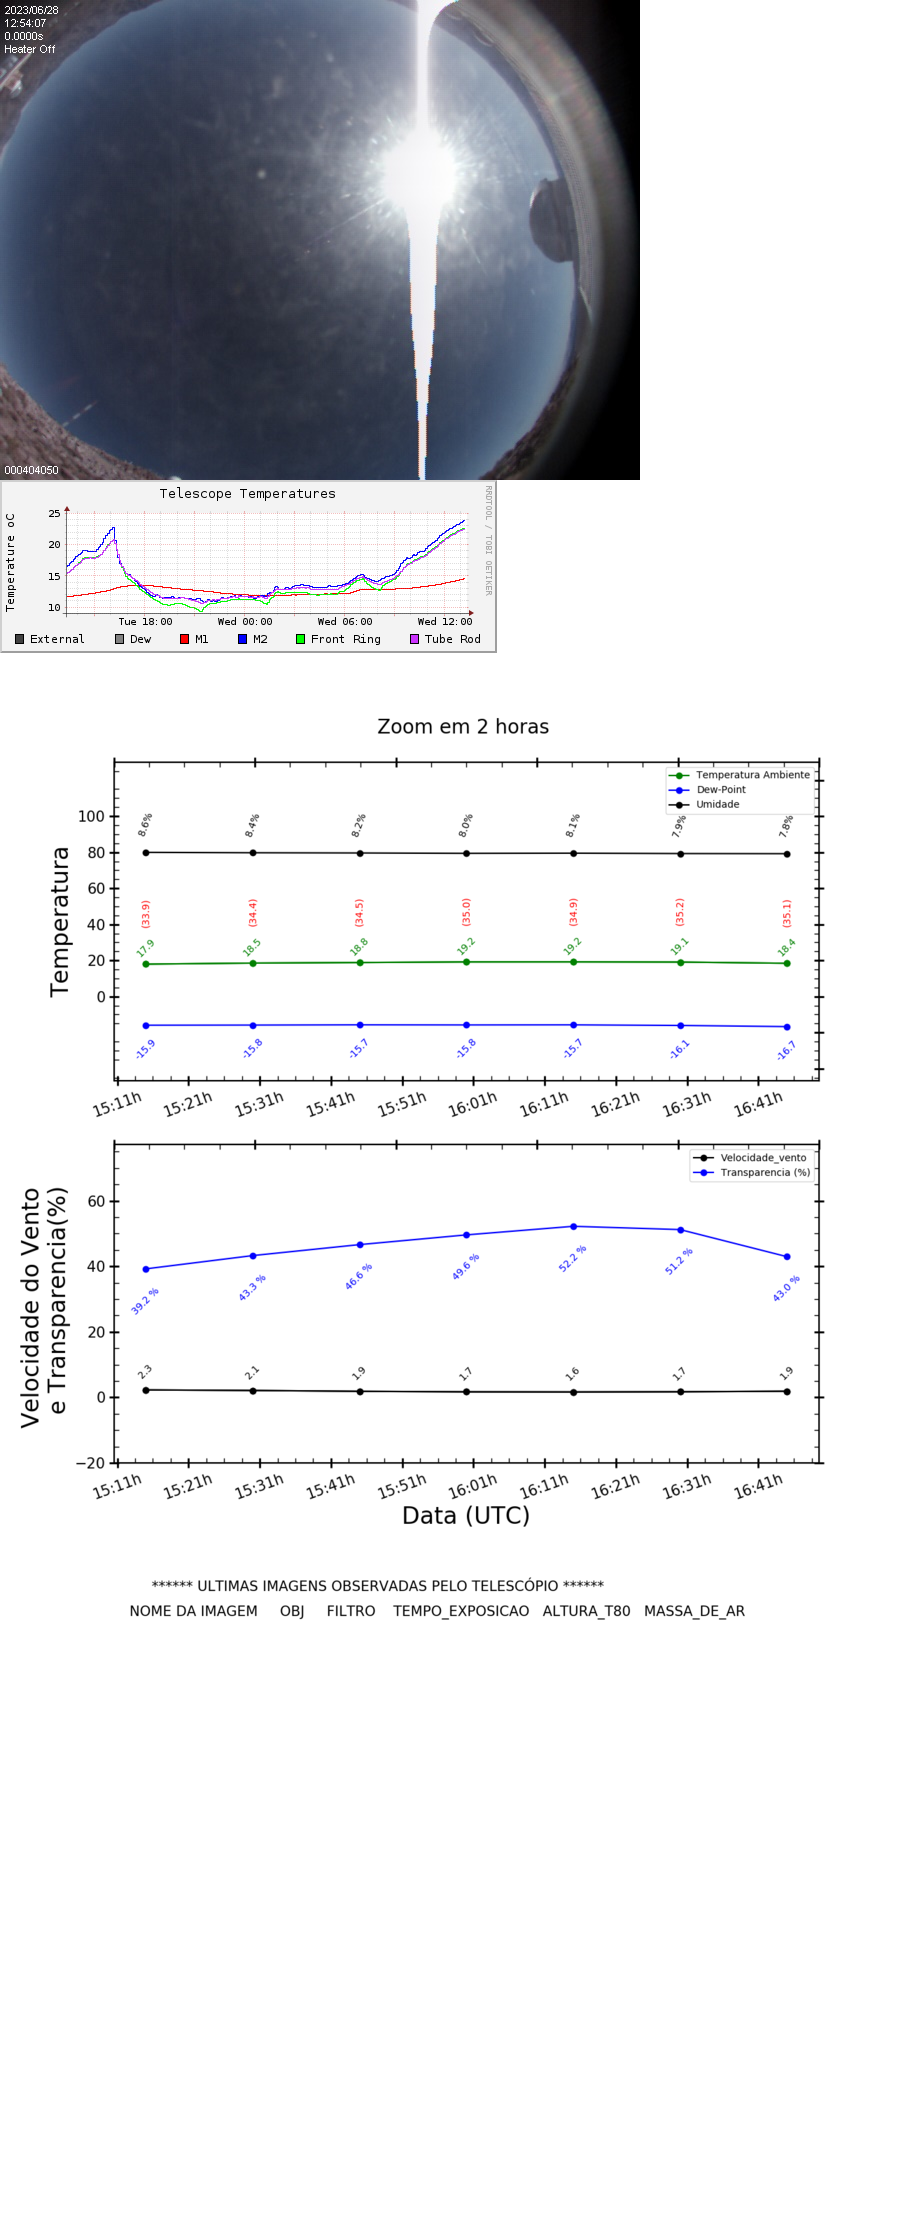 2023/06/28
12:54:07
0.0000s
Heater Off
000404050
Telescope Temperatures
RRDTOOL / TOBI OETIKER
Temperature oC
25
20
15
10
Tue 18:00 Wed 00:00 Wed 06:00 Wed 12:00
External Dew M1 M2 Front Ring Tube Rod
Zoom em 2 horas
Temperatura Ambiente
Dew-Point
Umidade
Temperatura
100
80
60
40
20
0
8.6% 8.4% 8.2% 8.0% 8.1% 7.9% 7.8%
(33.9) (34.4) (34.5) (35.0) (34.9) (35.2) (35.1)
17.9 18.5 18.8 19.2 19.2 19.1 18.4
-15.9 -15.8 -15.7 -15.8 -15.7 -16.1 -16.7
15:11h 15:21h 15:31h 15:41h 15:51h 16:01h 16:11h 16:21h 16:31h 16:41h
Velocidade_vento
Transparencia (%)
Velocidade do Vento
e Transparencia(%)
60
40
20
0
−20
39.2 % 43.3 % 46.6 % 49.6 % 52.2 % 51.2 % 43.0 %
2.3 2.1 1.9 1.7 1.6 1.7 1.9
15:11h 15:21h 15:31h 15:41h 15:51h 16:01h 16:11h 16:21h 16:31h 16:41h
Data (UTC)
****** ULTIMAS IMAGENS OBSERVADAS PELO TELESCÓPIO ******
NOME DA IMAGEM OBJ FILTRO TEMPO_EXPOSICAO ALTURA_T80 MASSA_DE_AR